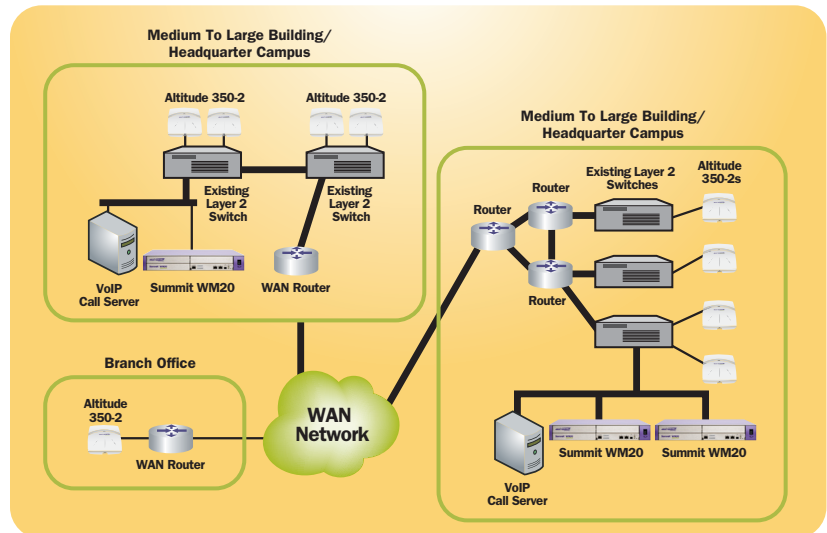 Medium To Large Building/
Headquarter Campus
Altitude 350-2
Altitude 350-2
Existing
Layer 2
Switch
Existing
Layer 2
Switch
VoIP
Call Server
Summit WM20
WAN Router
Branch Office
Altitude
350-2
WAN Router
WAN
Network
Medium To Large Building/
Headquarter Campus
Existing Layer 2
Switches
Altitude
350-2s
Router
Router
Router
VoIP
Call Server
Summit WM20
Summit WM20